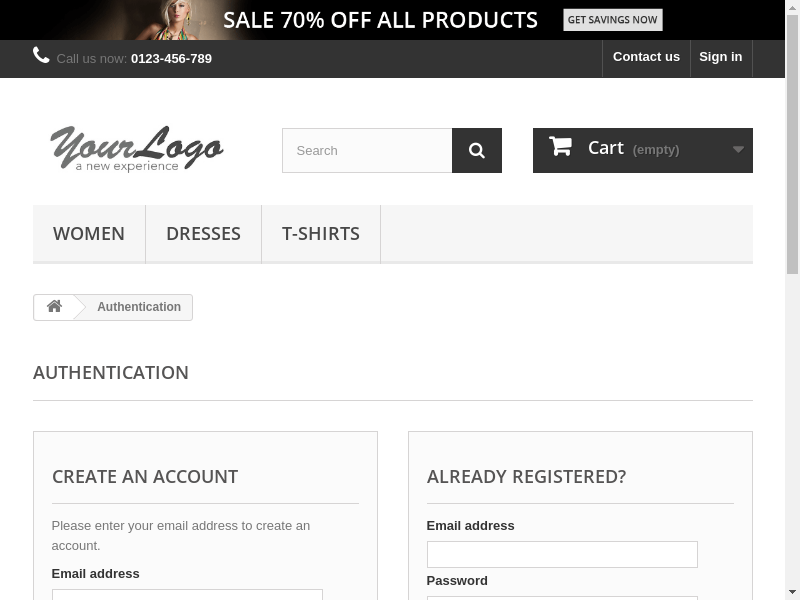 SALE 70% OFF ALL PRODUCTS GET SAVINGS NOW
Call us now: 0123-456-789 Contact us Sign in
YourLogo
a new experience
Search
Cart (empty)
WOMEN DRESSES T-SHIRTS
Authentication
AUTHENTICATION
CREATE AN ACCOUNT
Please enter your email address to create an
account.
Email address
ALREADY REGISTERED?
Email address
Password